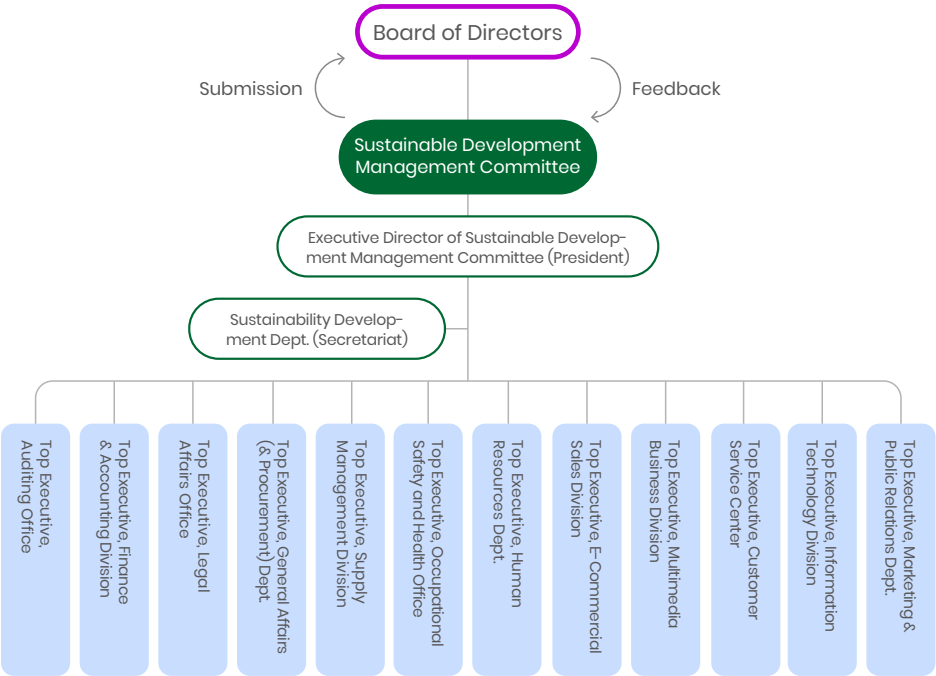 Board of Directors
Submission
Feedback
Sustainable Development
Management Committee
Executive Director of Sustainable Develop-
ment Management Committee (President)
Sustainability Develop-
ment Dept. (Secretariat)
Top Executive,
Auditing Office
Top Executive, Finance
& Accounting Division
Top Executive, Legal
Affairs Office
Top Executive, General Affairs
(& Procurement) Dept.
Top Executive, Supply
Management Division
Top Executive, Occupational
Safety and Health Office
Top Executive, Human
Resources Dept.
Top Executive, E-Commercial
Sales Division
Top Executive, Multimedia
Business Division
Top Executive, Customer
Service Center
Top Executive, Information
Technology Division
Top Executive, Marketing &
Public Relations Dept.